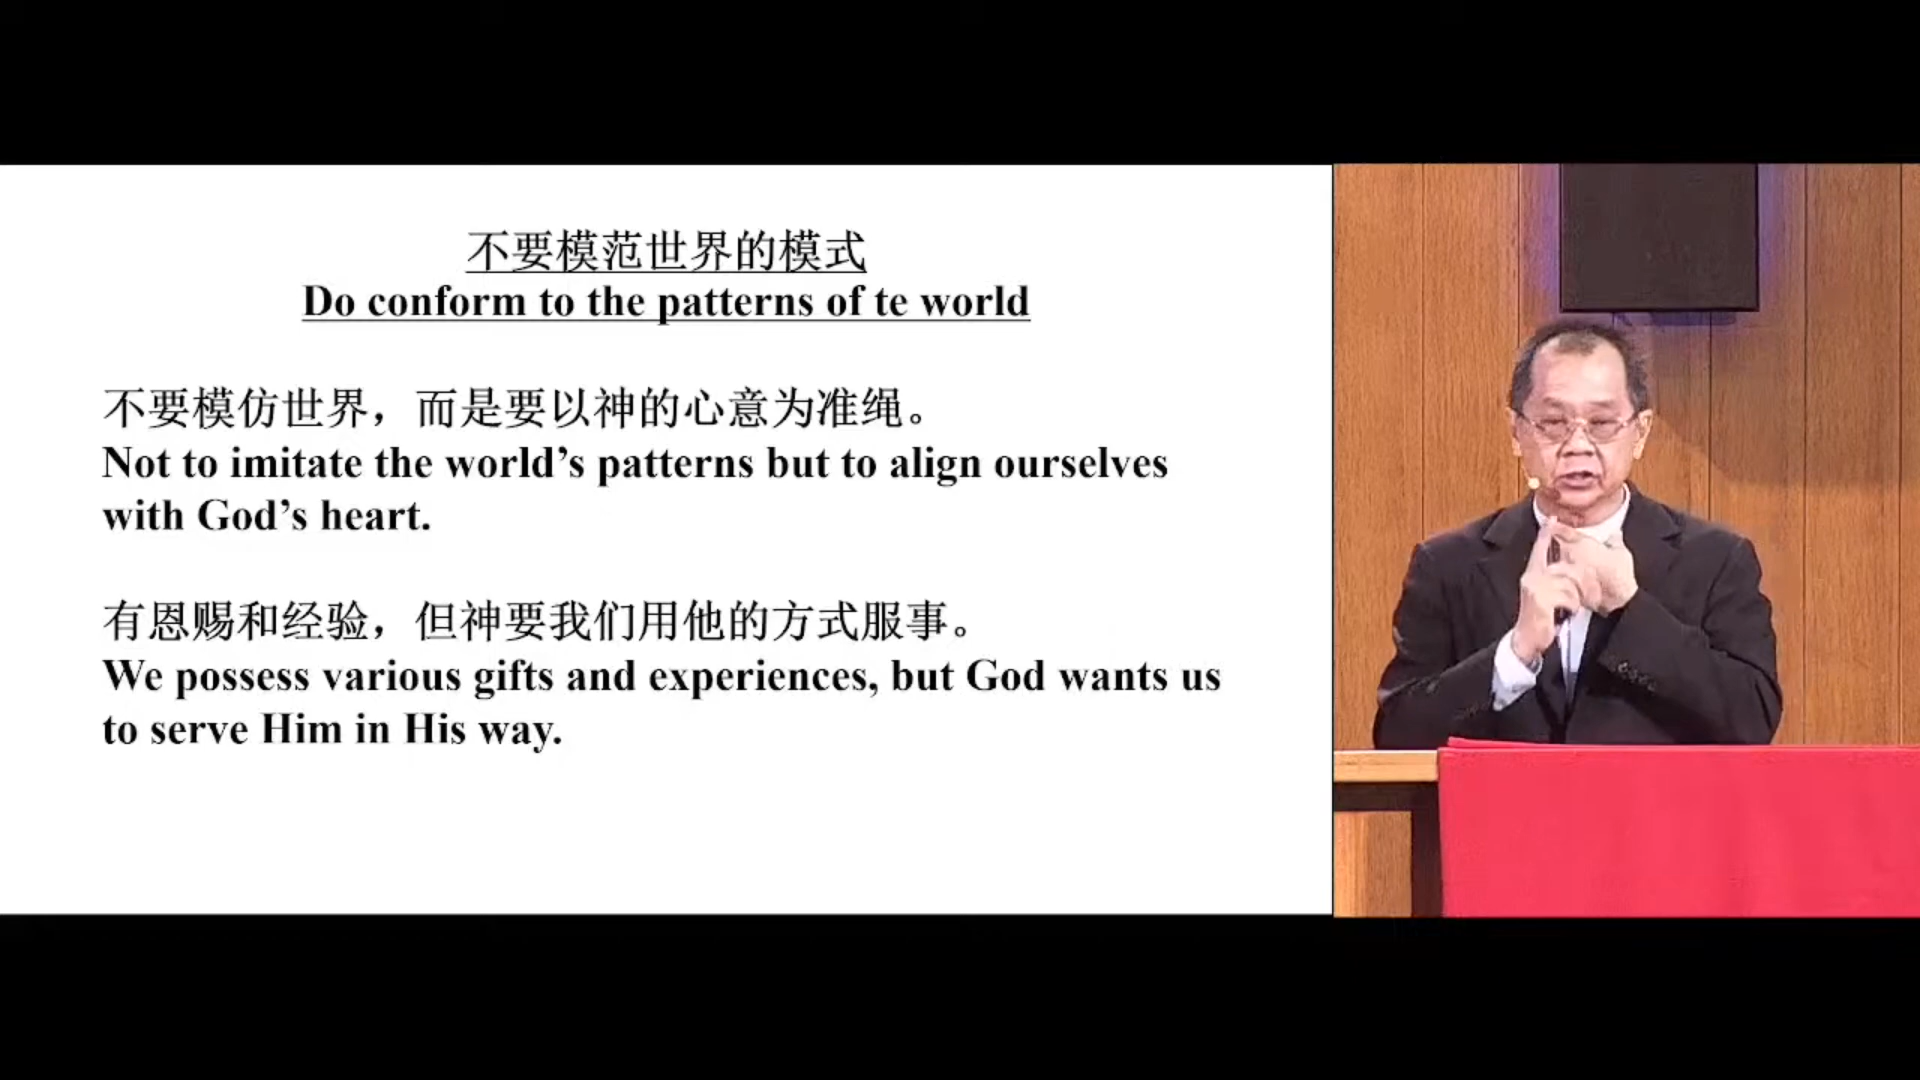 不要模范世界的模式
Do conform to the patterns of te world
不要模仿世界，而是要以神的心意为准绳。
Not to imitate the world’s patterns but to align ourselves
with God’s heart.
有恩赐和经验，但神要我们用他的方式服事。
We possess various gifts and experiences, but God wants us
to serve Him in His way.